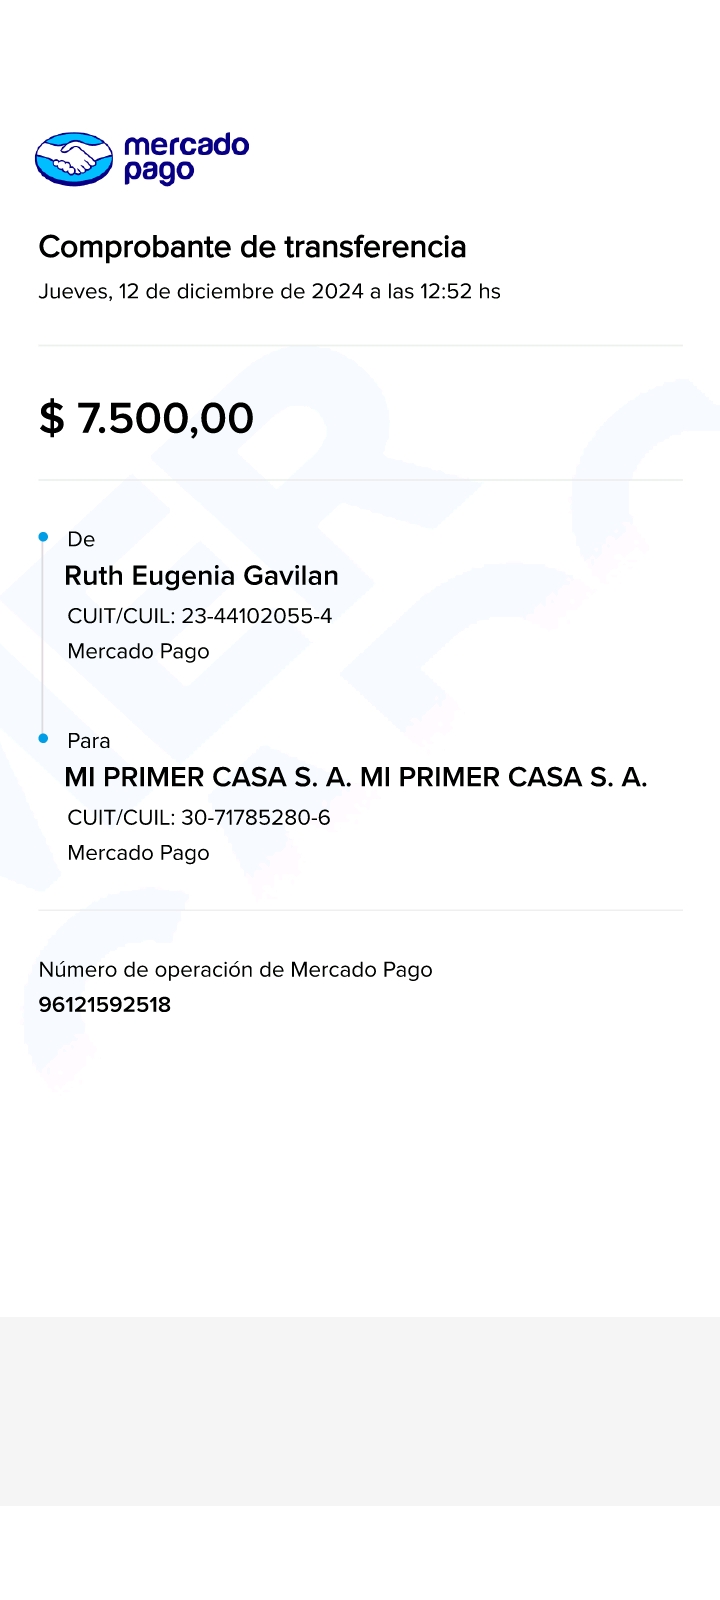 mercado
pago
Comprobante de transferencia
Jueves, 12 de diciembre de 2024 a las 12:52 hs
$ 7.500,00
De
Ruth Eugenia Gavilan
CUIT/CUIL: 23-44102055-4
Mercado Pago
Para
MI PRIMER CASA S. A. MI PRIMER CASA S. A.
CUIT/CUIL: 30-71785280-6
Mercado Pago
Número de operación de Mercado Pago
96121592518